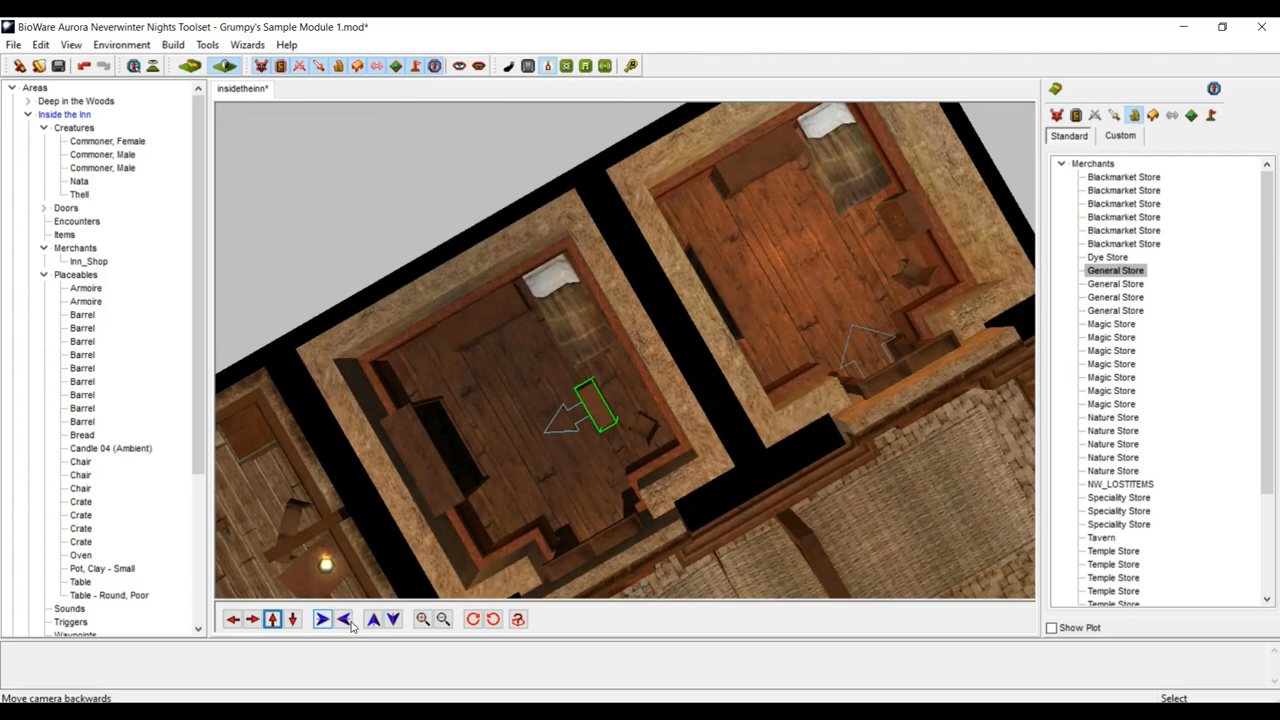 BioWare Aurora Neverwinter Nights Toolset - Grumpy's Sample Module 1.mod*
File Edit View Environment Build Tools Wizards Help
Areas
Deep in the Woods
Inside the Inn
Creatures
Commoner, Female
Commoner, Male
Commoner, Male
Nata
Thell
Doors
Encounters
Items
Merchants
Inn_Shop
Placeables
Armoire
Armoire
Barrel
Barrel
Barrel
Barrel
Barrel
Barrel
Barrel
Barrel
Barrel
Bread
Candle 04 (Ambient)
Chair
Chair
Chair
Crate
Crate
Crate
Crate
Oven
Pot, Clay - Small
Table
Table - Round, Poor
Sounds
Triggers
Waypoints
insidetheinn*
Standard Custom
Merchants
Blackmarket Store
Blackmarket Store
Blackmarket Store
Blackmarket Store
Blackmarket Store
Blackmarket Store
Dye Store
General Store
General Store
General Store
General Store
Magic Store
Magic Store
Magic Store
Magic Store
Magic Store
Magic Store
Magic Store
Nature Store
Nature Store
Nature Store
Nature Store
Nature Store
NW_LOSTITEMS
Speciality Store
Speciality Store
Speciality Store
Tavern
Temple Store
Temple Store
Temple Store
Temple Store
Temple Store
Show Plot
Move camera backwards
Select